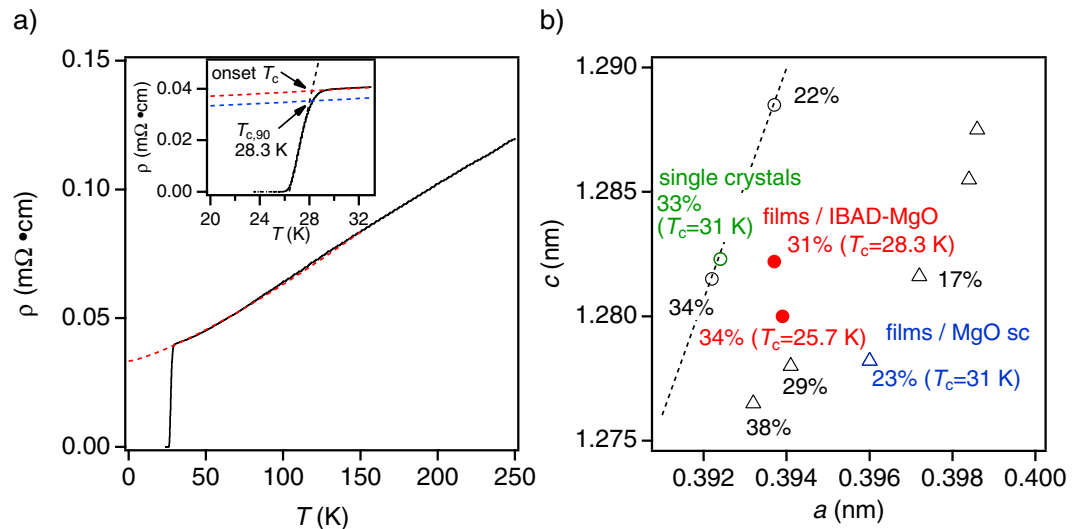 a)
0.15
0.10
0.05
0.00
ρ (mΩ •cm)
0
50
100
150
200
250
T (K)
0.04
0.02
0.00
ρ (mΩ •cm)
onset Tc
Tc,90
28.3 K
20
24
28
32
T (K)
b)
1.290
1.285
1.280
1.275
c (nm)
22%
single crystals
33%
(Tc=31 K)
films / IBAD-MgO
31% (Tc=28.3 K)
17%
34%
34% (Tc=25.7 K)
films / MgO sc
23% (Tc=31 K)
29%
38%
0.392
0.394
0.396
0.398
0.400
a (nm)